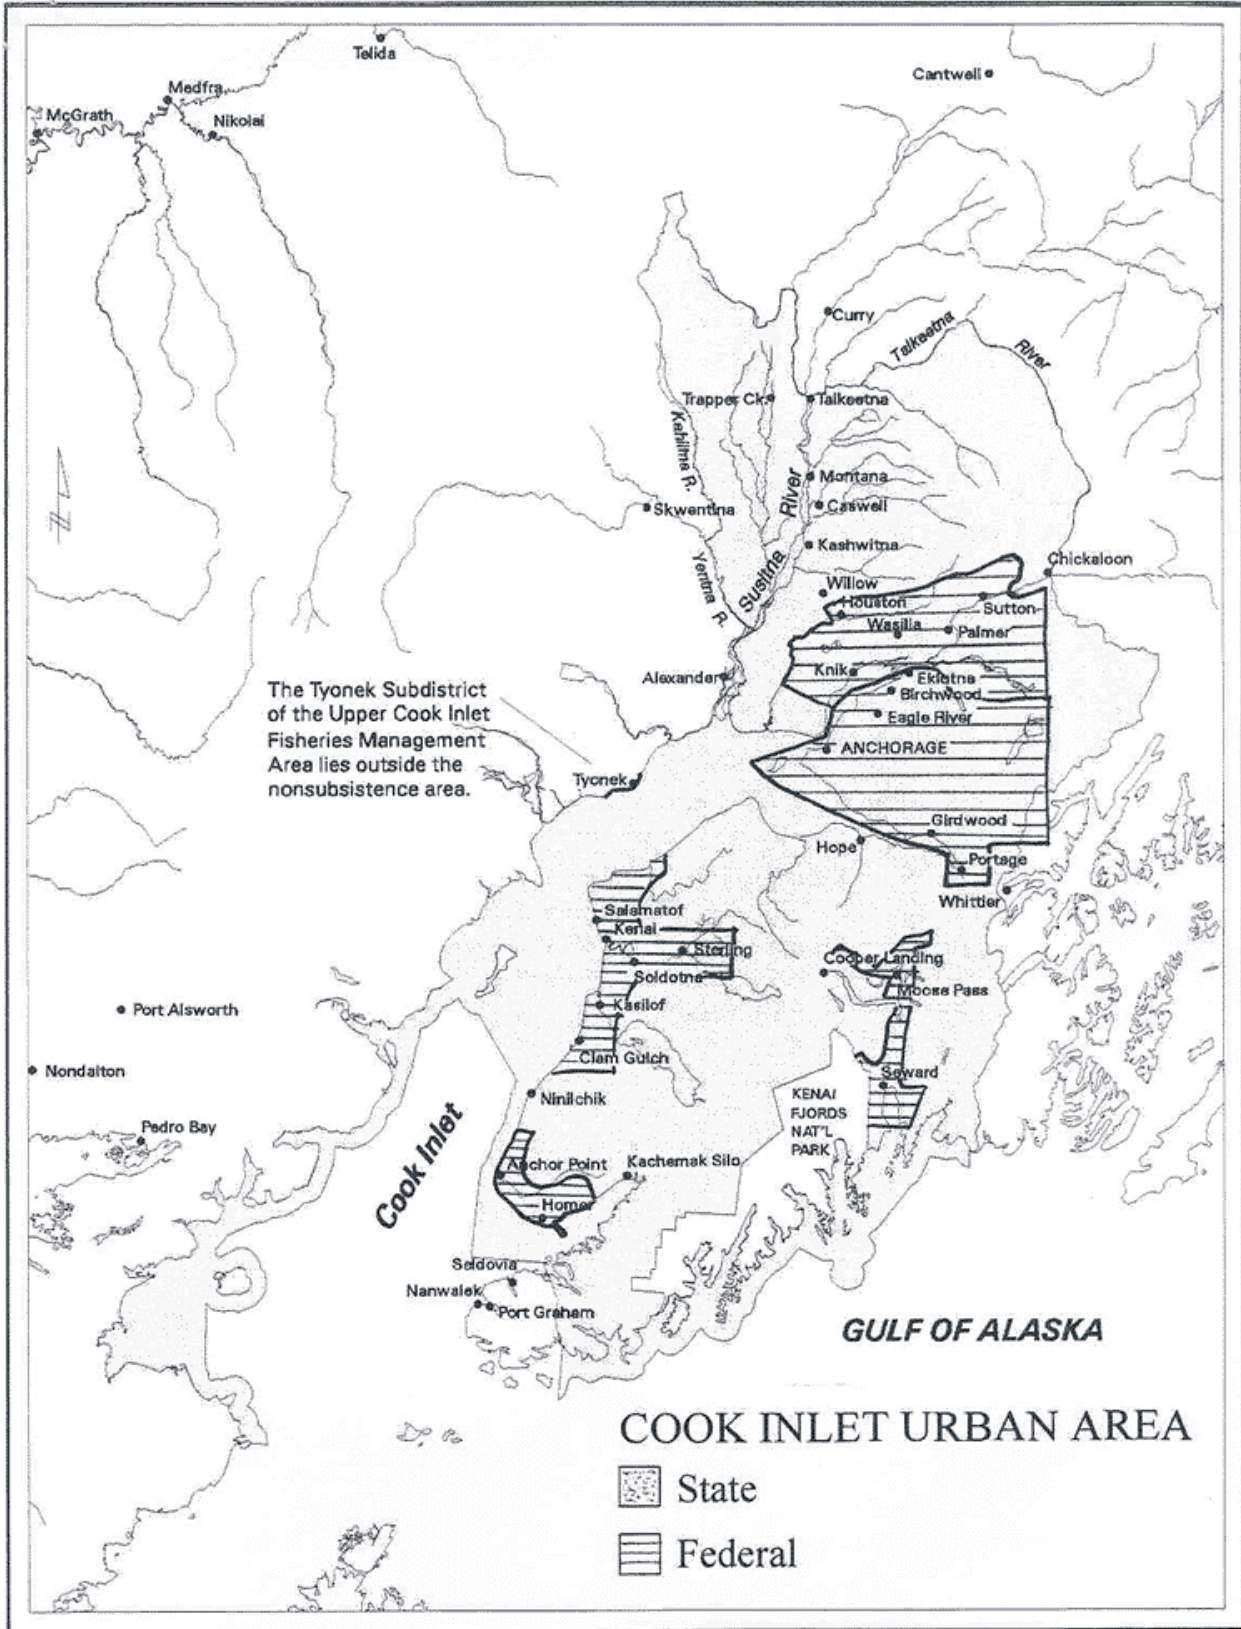 Telida
Cantwell
Medfra
McGrath
Nikolai
Curry
Talkeetna
River
Trapper Ck.
Talkeetna
Kahiltna R.
Montana
River
Skwentna
Caswell
Kashwitna
Chickaloon
Yentna R.
Susitna
Willow
Houston
Sutton
Wasilla
Palmer
Knik
Eklutna
Alexander
Birchwood
Eagle River
ANCHORAGE
The Tyonek Subdistrict
of the Upper Cook Inlet
Fisheries Management
Area lies outside the
nonsubsistence area.
Tyonek
Girdwood
Hope
Portage
Whittier
Salamatof
Kenai
Sterling
Cooper Landing
Soldotna
Moose Pass
Kasilof
Port Alsworth
Clam Gulch
Nondalton
Seward
Ninilchik
KENAI
FJORDS
NAT'L
PARK
Pedro Bay
Cook Inlet
Anchor Point
Kachemak Silo
Homer
Seldovia
Nanwalek
Port Graham
GULF OF ALASKA
COOK INLET URBAN AREA
State
Federal